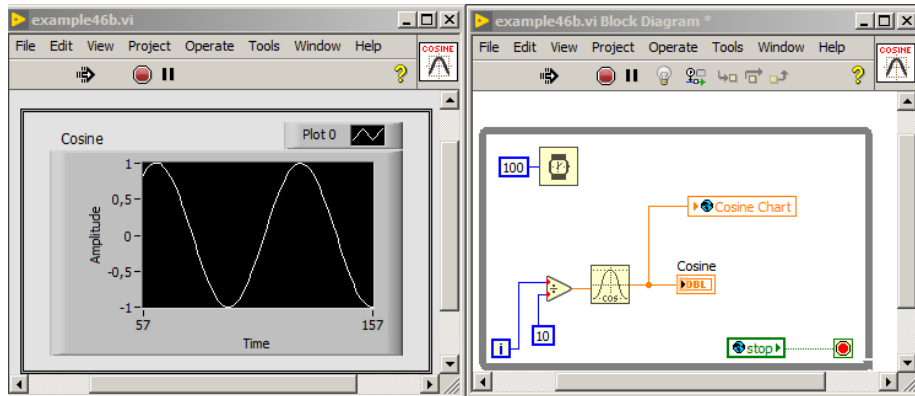 example46b.vi
File Edit View Project Operate Tools Window Help
COSINE
?
Cosine
Plot 0
1
0,5
0
-0,5
-1
Amplitude
57
157
Time
example46b.vi Block Diagram *
File Edit View Project Operate Tools Window Help
COSINE
?
100
Cosine Chart
Cosine
DBL
÷
COS
10
i
stop